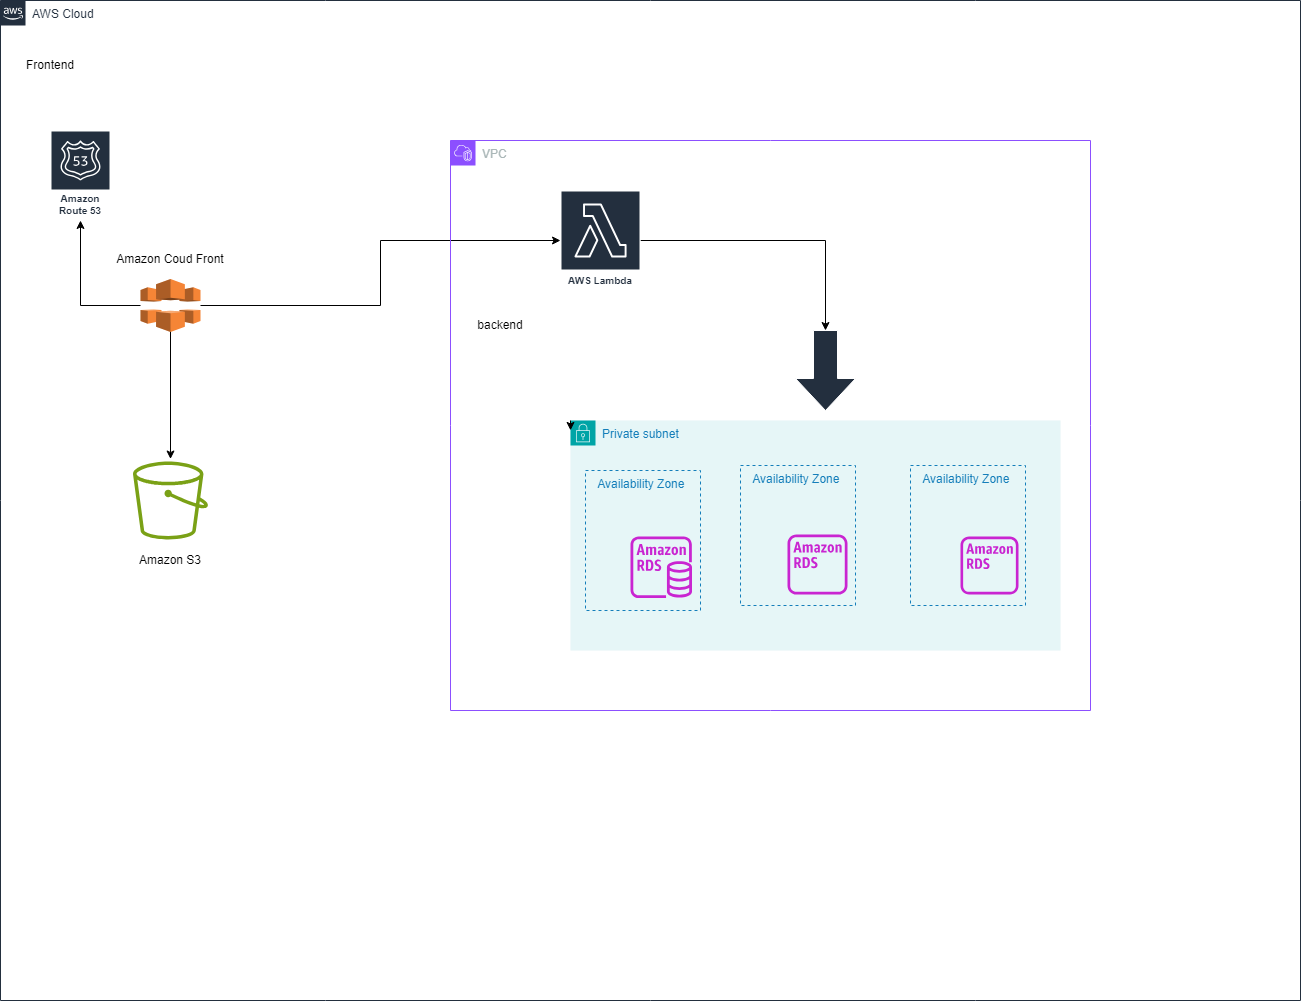 aws
AWS Cloud
Frontend
53
Amazon
Route 53
Amazon Coud Front
Amazon S3
VPC
AWS Lambda
backend
Private subnet
Availability Zone
Amazon
RDS
Availability Zone
Amazon
RDS
Availability Zone
Amazon
RDS